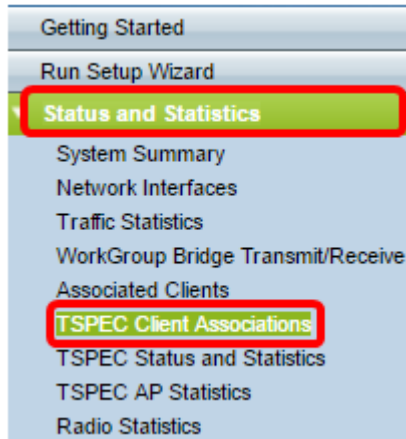 Getting Started
Run Setup Wizard
Status and Statistics
System Summary
Network Interfaces
Traffic Statistics
WorkGroup Bridge Transmit/Receive
Associated Clients
TSPEC Client Associations
TSPEC Status and Statistics
TSPEC AP Statistics
Radio Statistics